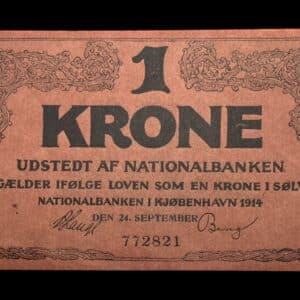 1
KRONE
UDSTEDT AF NATIONALBANKEN
GÆLDER IFØLGE LOVEN SOM EN KRONE I SØLV
NATIONALBANKEN I KJØBENHAVN 1914
DEN 24. SEPTEMBER
772821